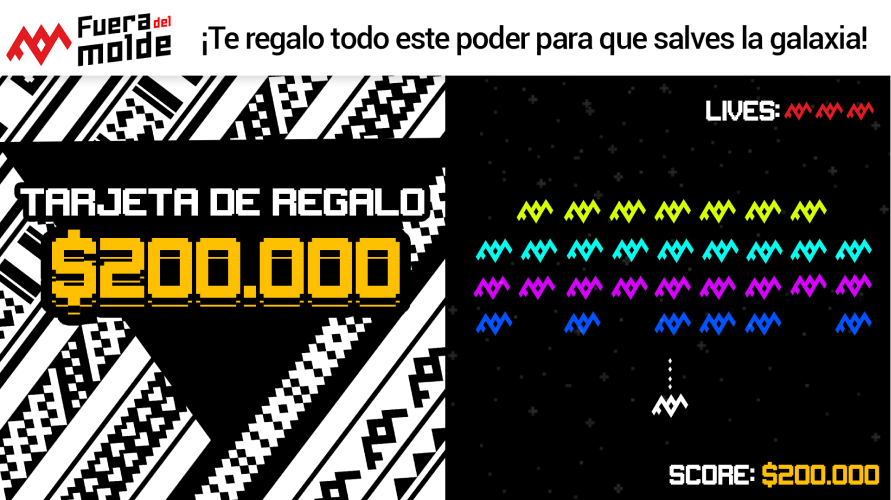 Fuera del
molde
¡Te regalo todo este poder para que salves la galaxia!
TARJETA DE REGALO
$200.000
LIVES:
SCORE: $200.000